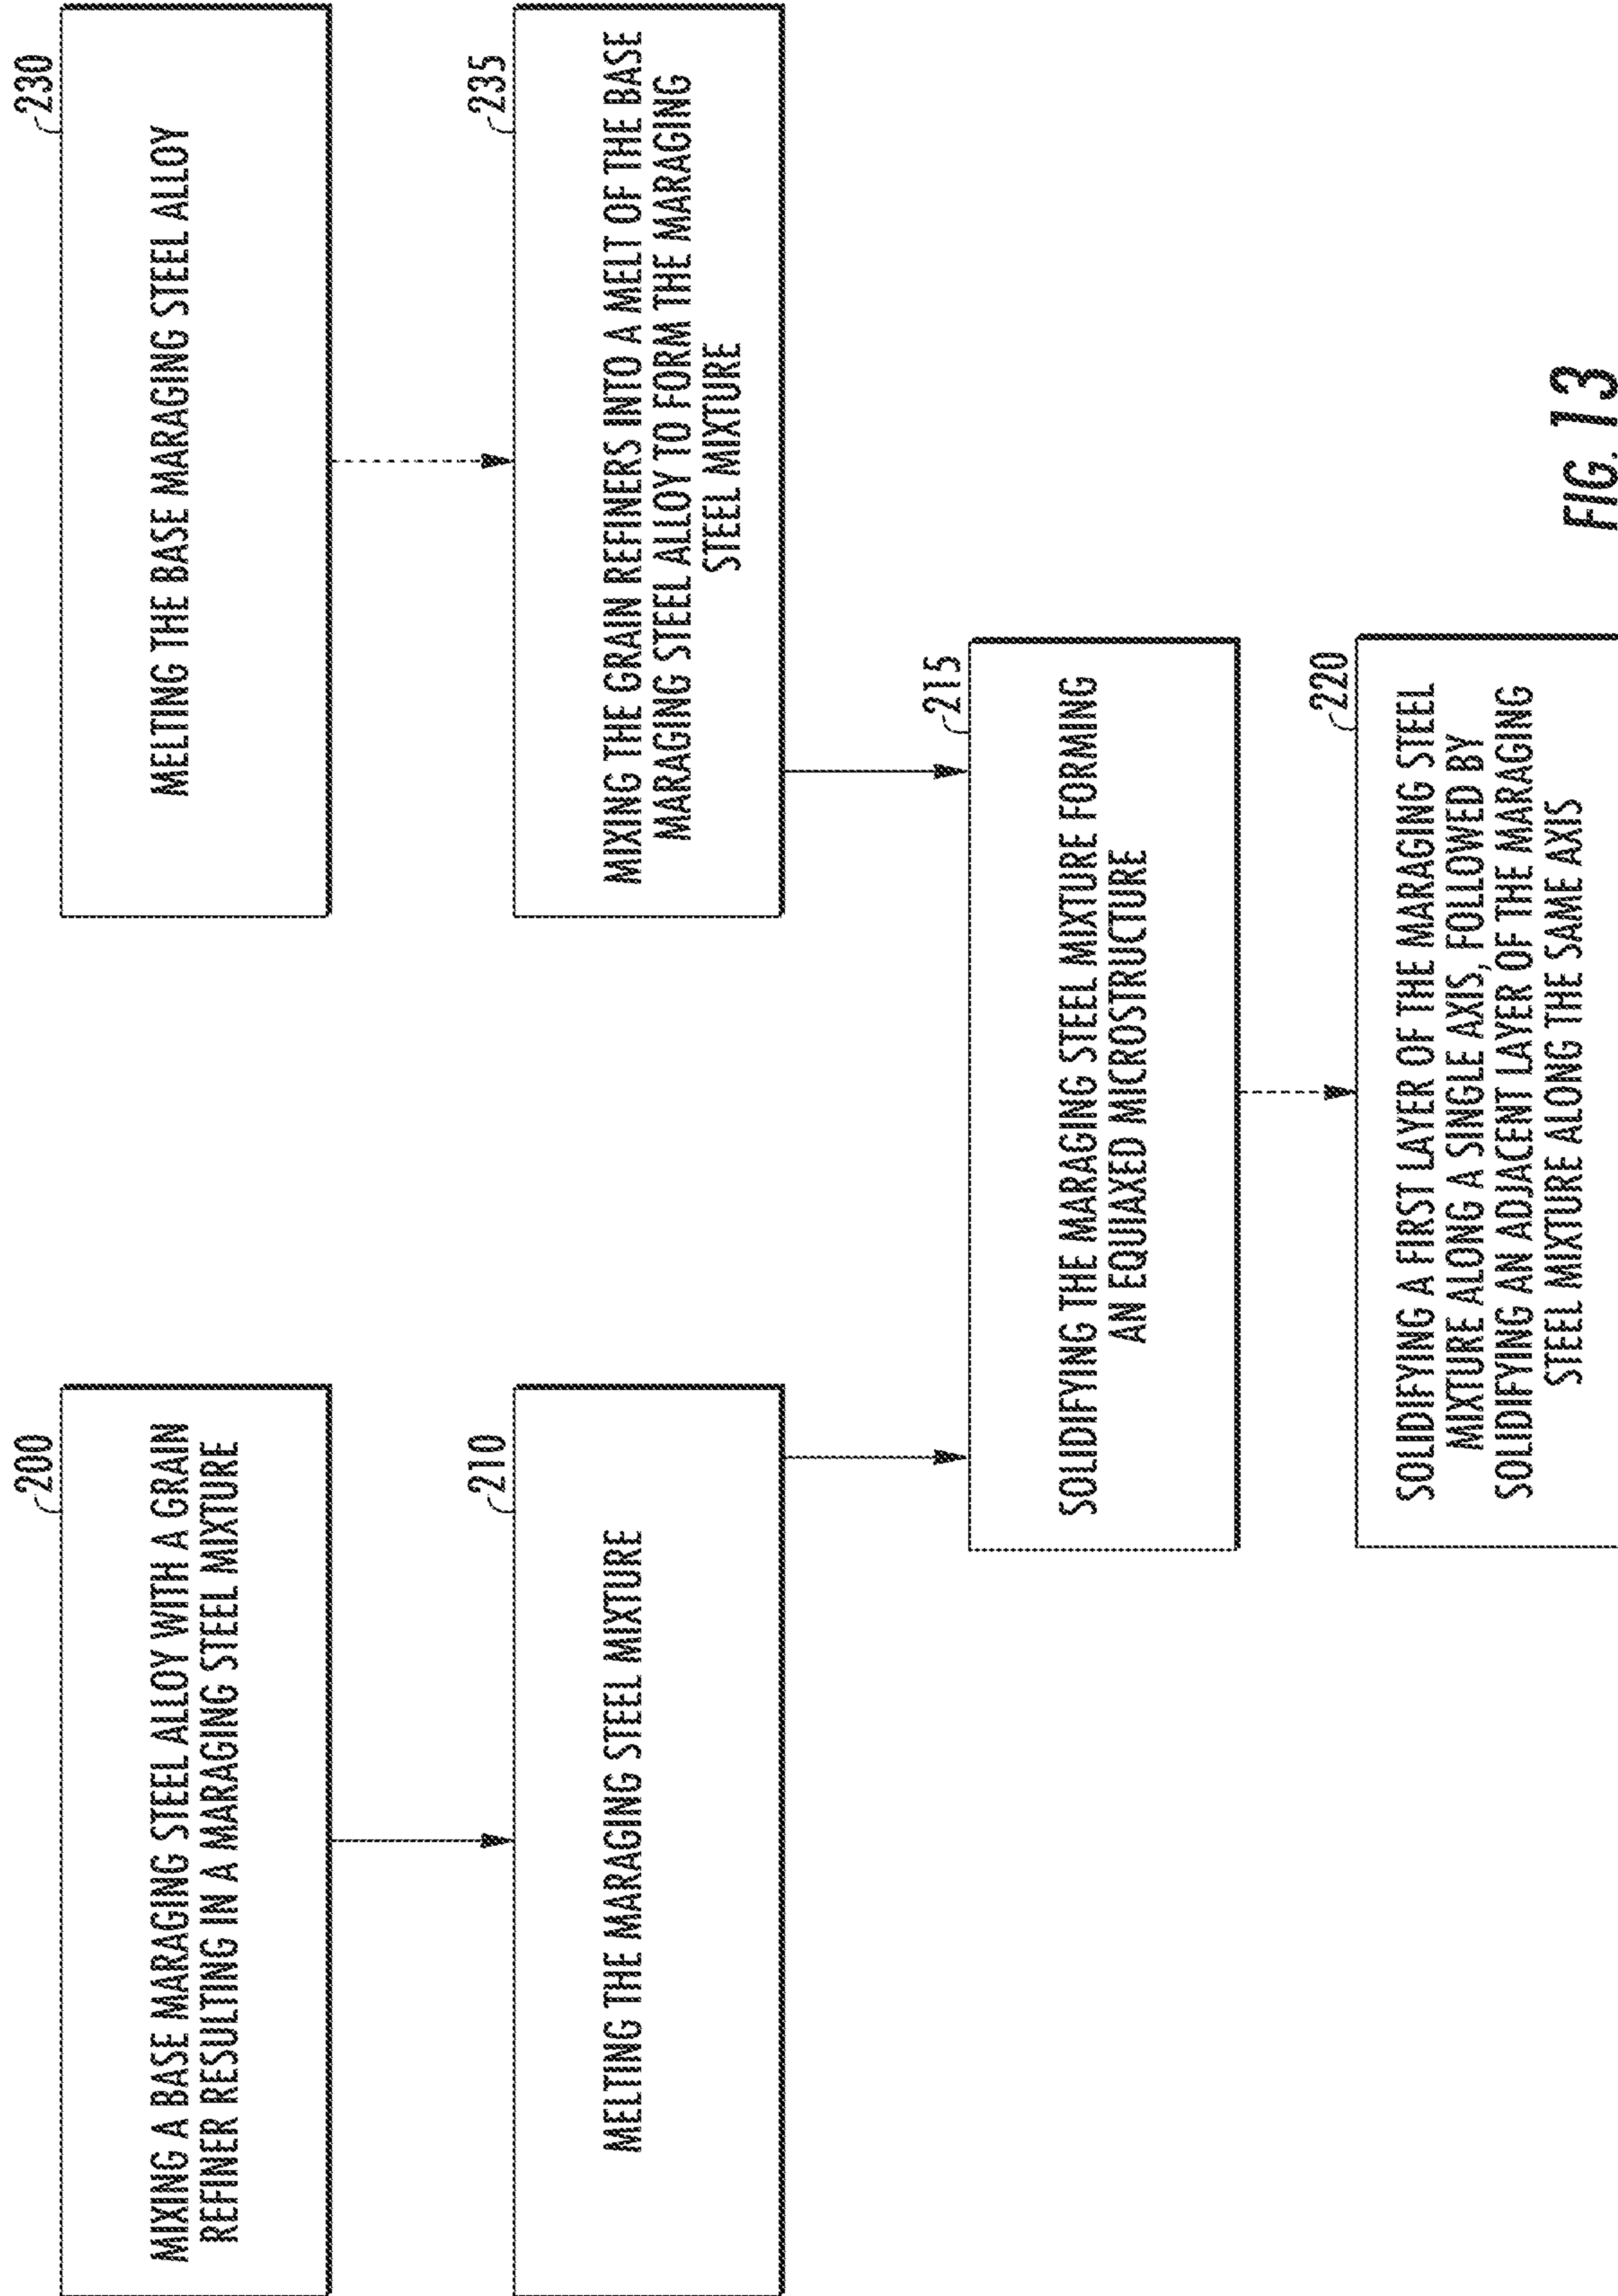 200
MIXING A BASE MARAGING STEEL ALLOY WITH A GRAIN
REFINER RESULTING IN A MARAGING STEEL MIXTURE
210
MELTING THE MARAGING STEEL MIXTURE
230
MELTING THE BASE MARAGING STEEL ALLOY
235
MIXING THE GRAIN REFINERS INTO A MELT OF THE BASE
MARAGING STEEL ALLOY TO FORM THE MARAGING
STEEL MIXTURE
215
SOLIDIFYING THE MARAGING STEEL MIXTURE FORMING
AN EQUIAXED MICROSTRUCTURE
220
SOLIDIFYING A FIRST LAYER OF THE MARAGING STEEL
MIXTURE ALONG A SINGLE AXIS, FOLLOWED BY
SOLIDIFYING AN ADJACENT LAYER OF THE MARAGING
STEEL MIXTURE ALONG THE SAME AXIS
FIG. 13